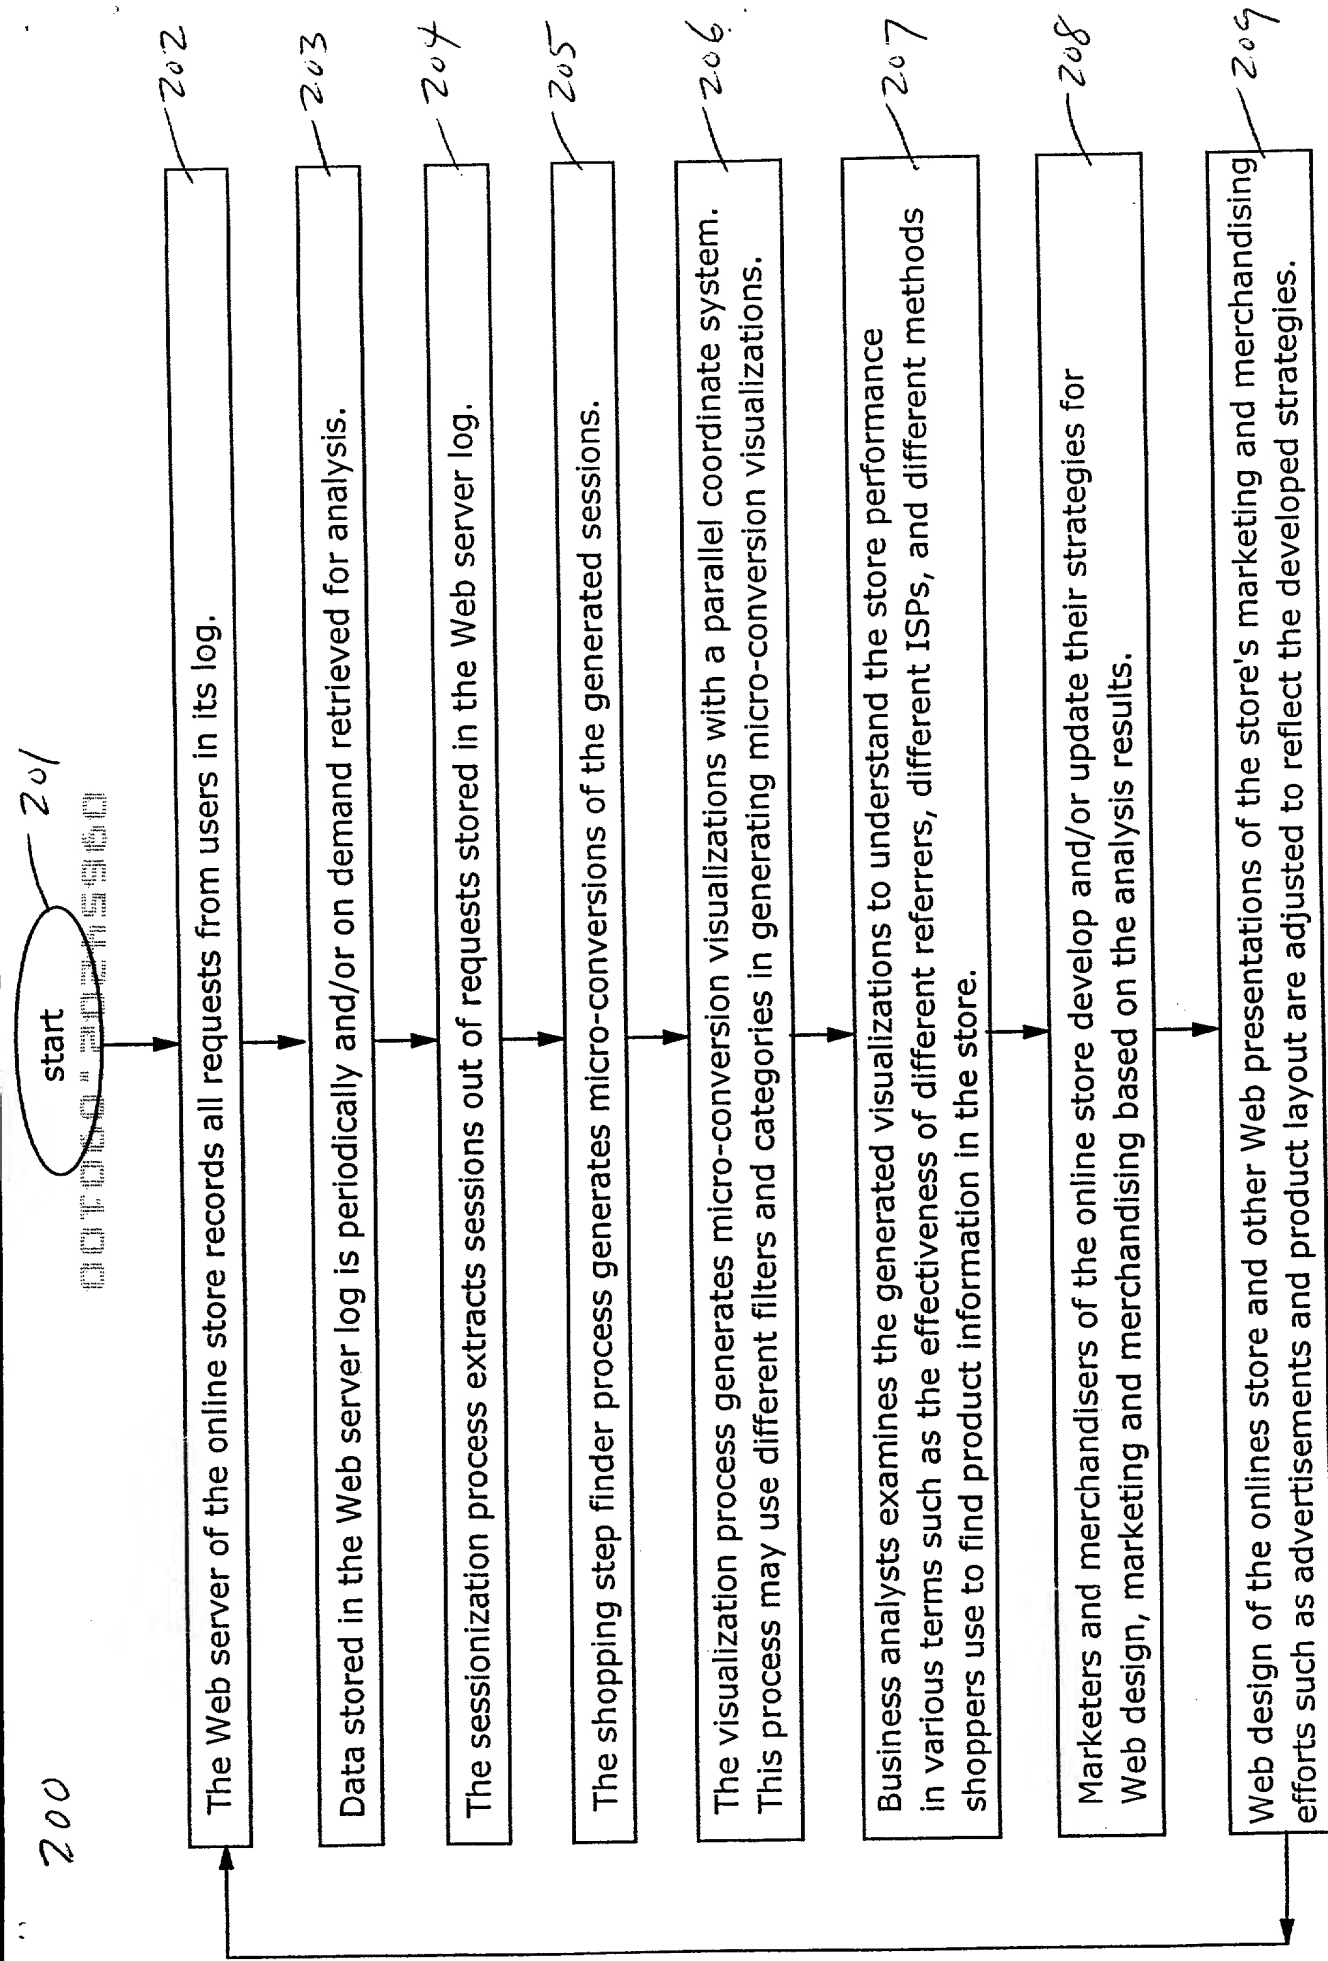 200
start
201
The Web server of the online store records all requests from users in its log.
202
Data stored in the Web server log is periodically and/or on demand retrieved for analysis.
203
The sessionization process extracts sessions out of requests stored in the Web server log.
204
The shopping step finder process generates micro-conversions of the generated sessions.
205
The visualization process generates micro-conversion visualizations with a parallel coordinate system.
This process may use different filters and categories in generating micro-conversion visualizations.
206
Business analysts examines the generated visualizations to understand the store performance
in various terms such as the effectiveness of different referrers, different ISPs, and different methods
shoppers use to find product information in the store.
207
Marketers and merchandisers of the online store develop and/or update their strategies for
Web design, marketing and merchandising based on the analysis results.
208
Web design of the onlines store and other Web presentations of the store's marketing and merchandising
efforts such as advertisements and product layout are adjusted to reflect the developed strategies.
209